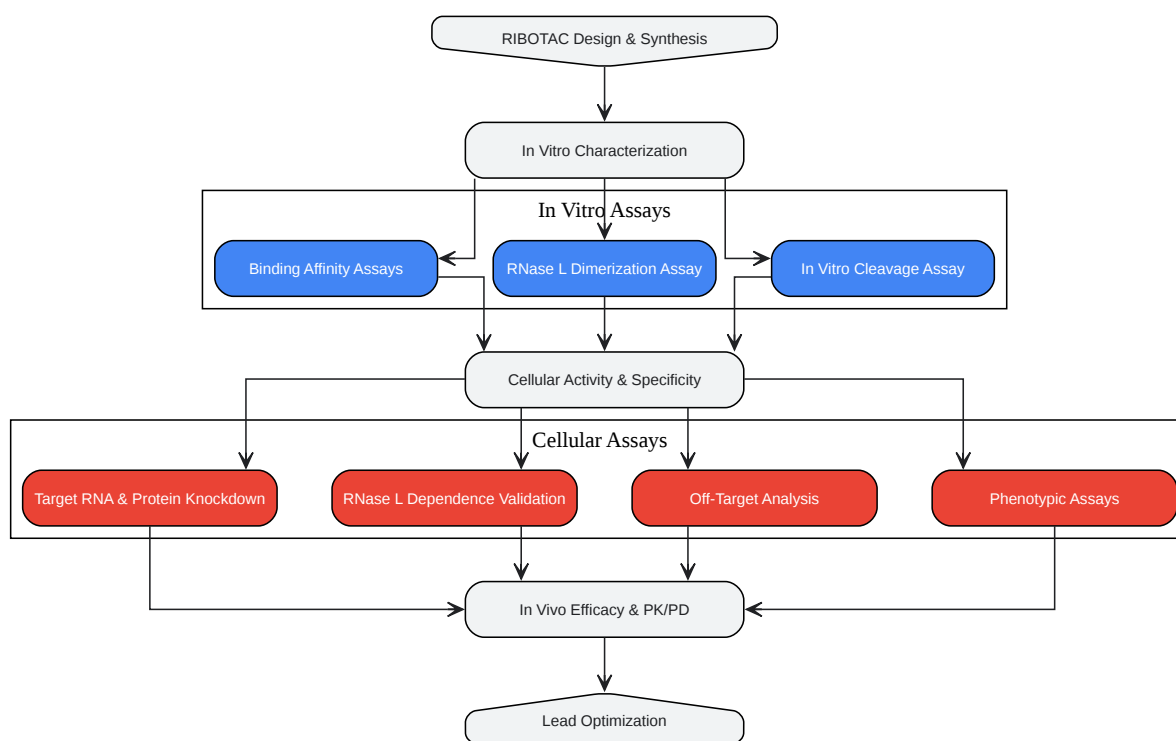 RIBOTAC Design & Synthesis
In Vitro Characterization
In Vitro Assays
Binding Affinity Assays
RNase L Dimerization Assay
In Vitro Cleavage Assay
Cellular Activity & Specificity
Cellular Assays
Target RNA & Protein Knockdown
RNase L Dependence Validation
Off-Target Analysis
Phenotypic Assays
In Vivo Efficacy & PK/PD
Lead Optimization